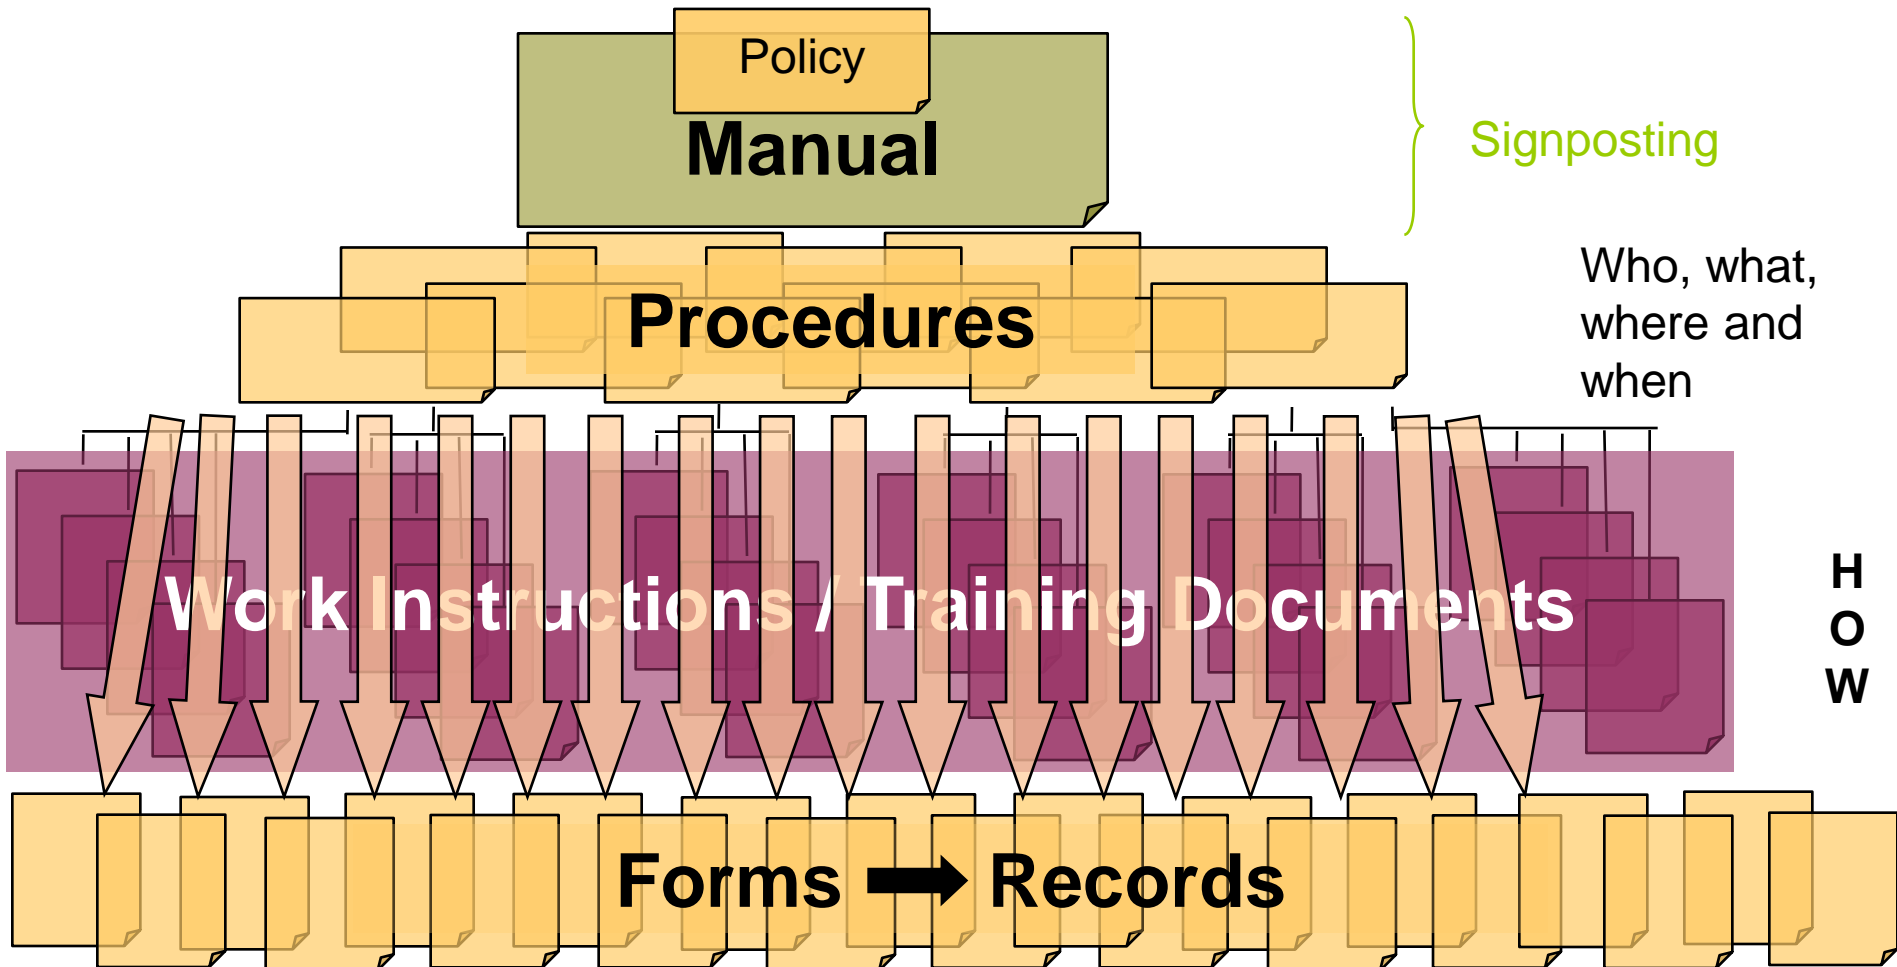 Policy
Manual
Signposting
Who, what,
where and
when
Procedures
Work Instructions / Training Documents
H
O
W
Forms Records